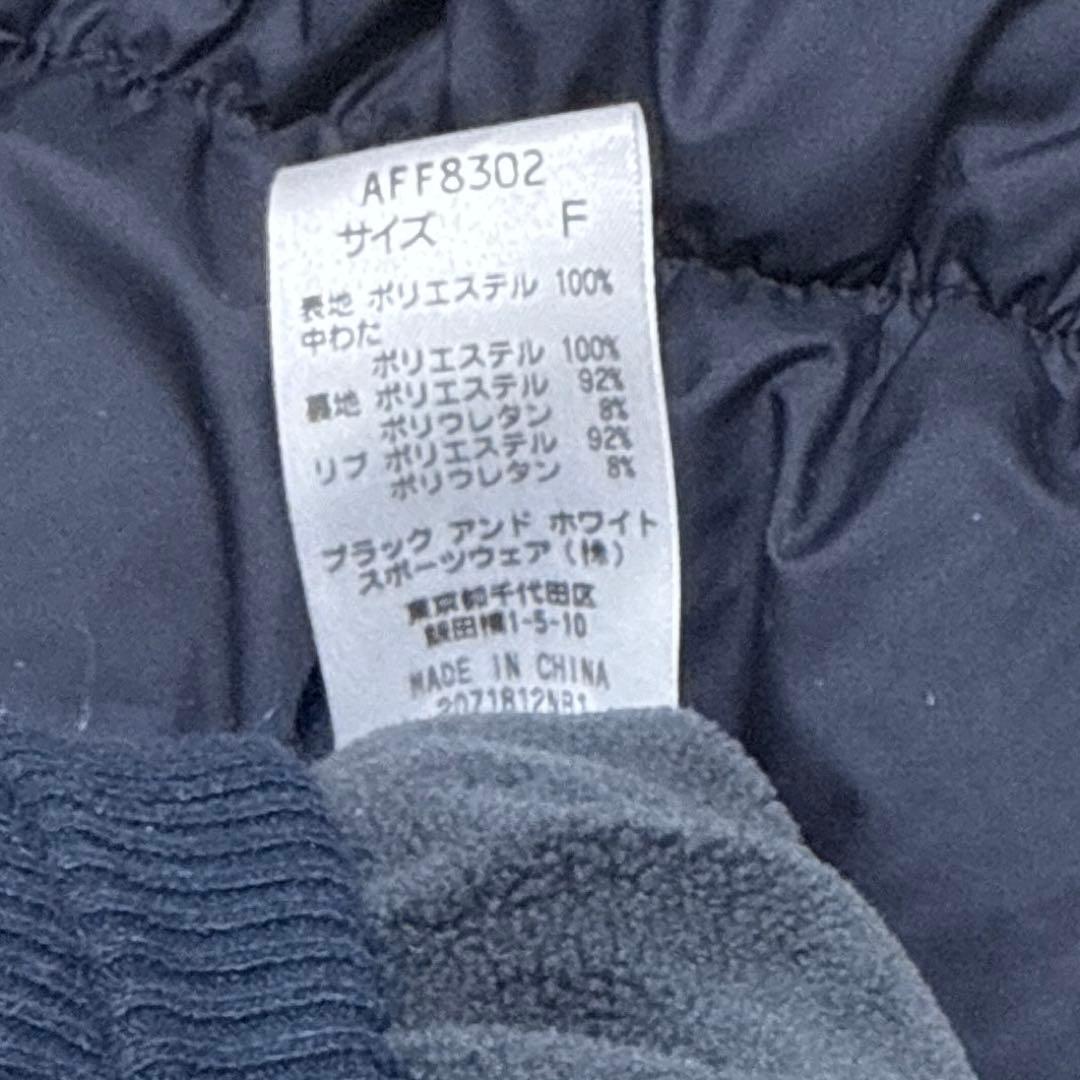 AFF8302
サイズ F
表地 ポリエステル 100%
中わた
ポリエステル 100%
裏地 ポリエステル 92%
ポリウレタン 8%
リブ ポリエステル 92%
ポリウレタン 8%
ブラック アンド ホワイト
スポーツウェア(株)
東京都千代田区
飯田橋1-5-10
MADE IN CHINA